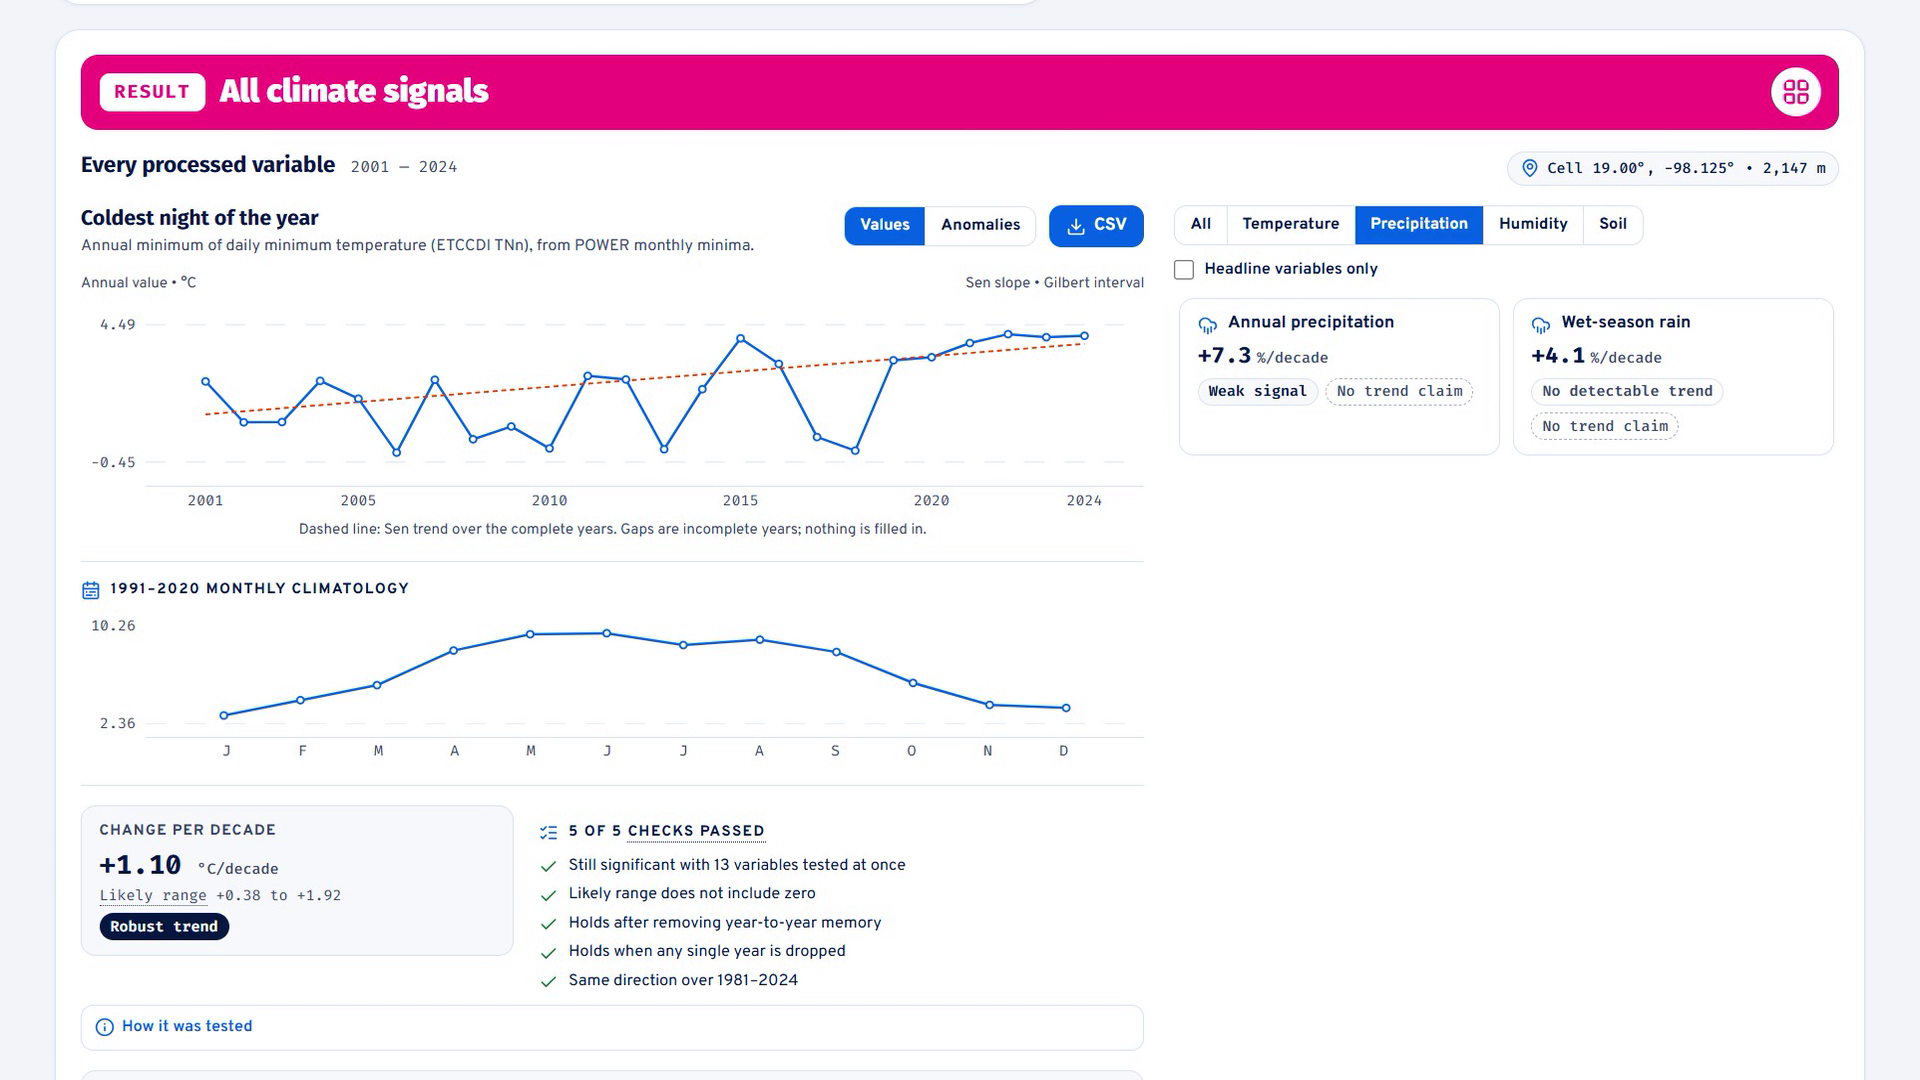 RESULT All climate signals
Every processed variable 2001 — 2024
Cell 19.00°, -98.125° • 2,147 m
Coldest night of the year
Annual minimum of daily minimum temperature (ETCCDI TNn), from POWER monthly minima.
Values Anomalies CSV
Annual value • °C
Sen slope • Gilbert interval
4.49
-0.45
2001 2005 2010 2015 2020 2024
Dashed line: Sen trend over the complete years. Gaps are incomplete years; nothing is filled in.
1991–2020 MONTHLY CLIMATOLOGY
10.26
2.36
J F M A M J J A S O N D
CHANGE PER DECADE
+1.10 °C/decade
Likely range +0.38 to +1.92
Robust trend
5 OF 5 CHECKS PASSED
Still significant with 13 variables tested at once
Likely range does not include zero
Holds after removing year-to-year memory
Holds when any single year is dropped
Same direction over 1981–2024
How it was tested
All Temperature Precipitation Humidity Soil
Headline variables only
Annual precipitation
+7.3 %/decade
Weak signal No trend claim
Wet-season rain
+4.1 %/decade
No detectable trend
No trend claim